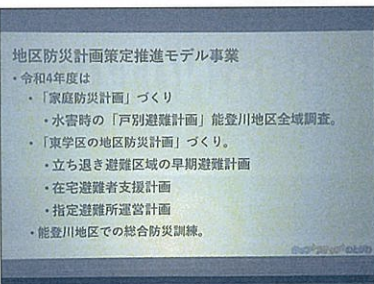 地区防災計画策定推進モデル事業
・令和4年度は
・「家庭防災計画」づくり
・水害時の「戸別避難計画」能登川地区全域調査。
・「東学区の地区防災計画」づくり。
・立ち退き避難区域の早期避難計画
・在宅避難者支援計画
・指定避難所運営計画
・能登川地区での総合防災訓練。